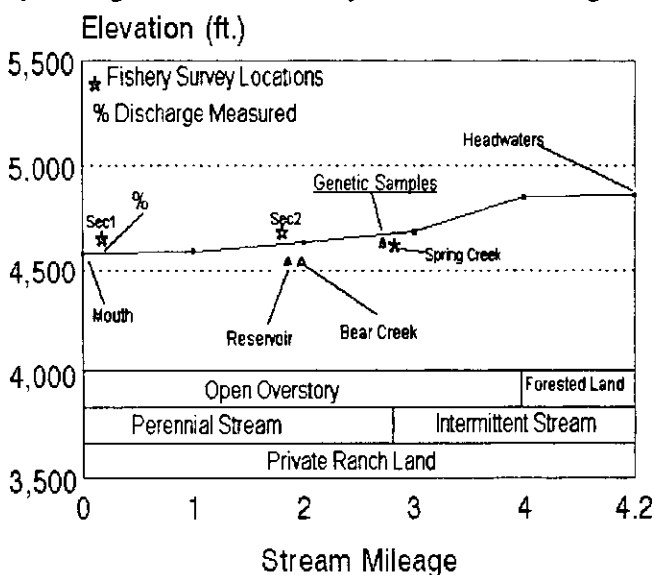 Elevation (ft.)
5,500
★ Fishery Survey Locations
% Discharge Measured
Headwaters
5,000
Genetic Samples
%
Sec1
Sec2
Spring Creek
4,500
Mouth
Reservoir
Bear Creek
4,000
Open Overstory
Forested Land
Perennial Stream
Intermittent Stream
Private Ranch Land
3,500
0 1 2 3 4 4.2
Stream Mileage